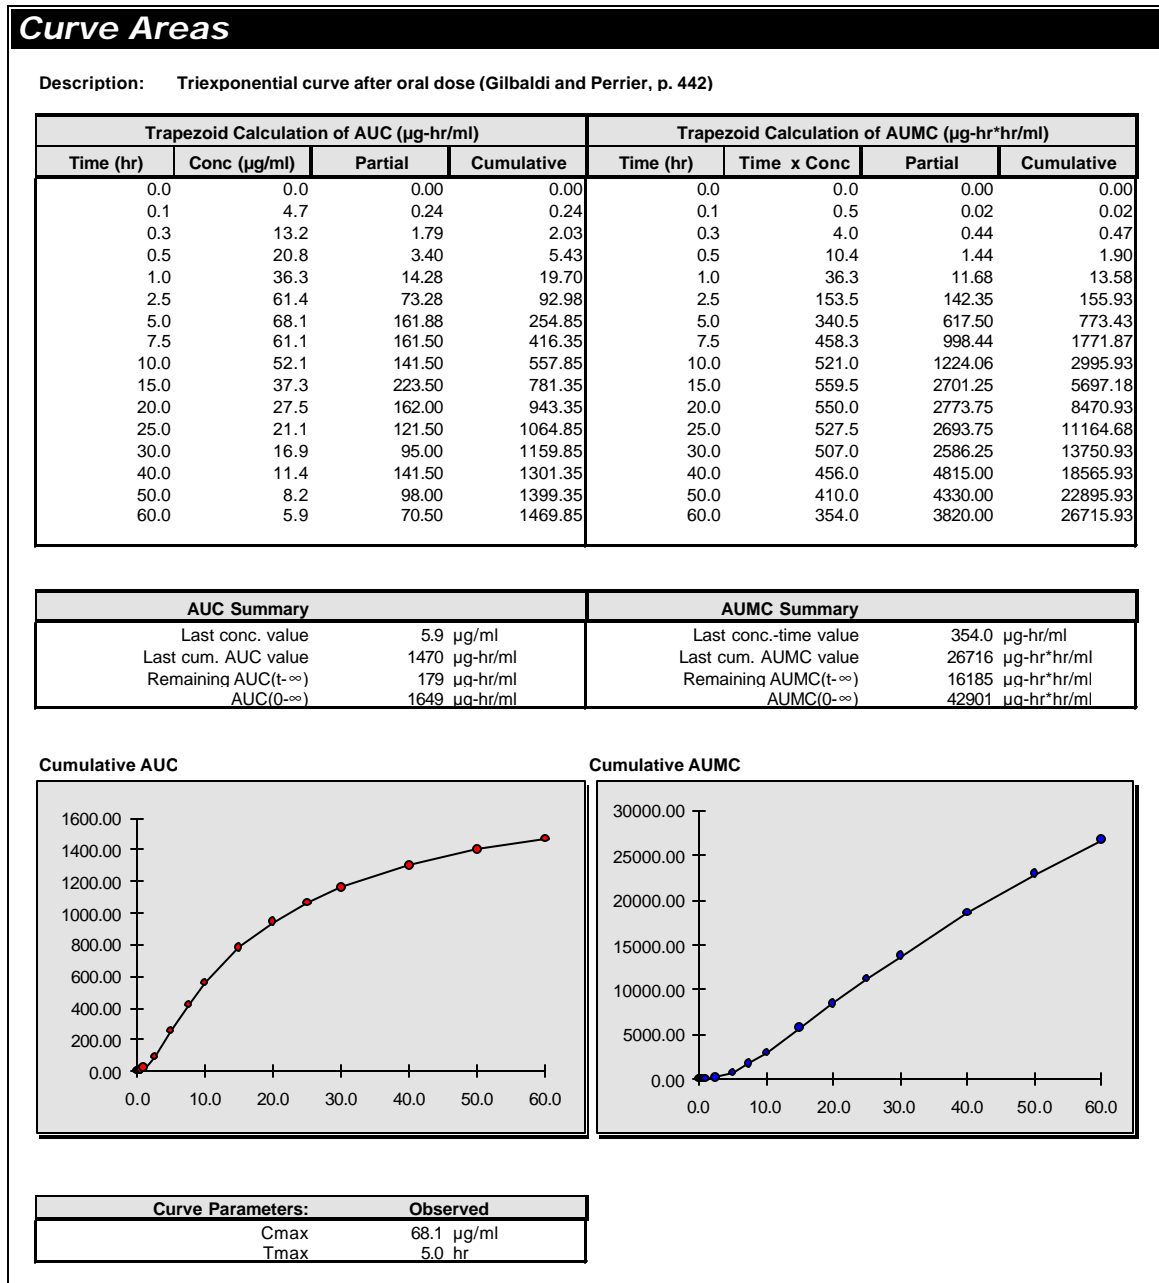 Curve Areas
Description: Triexponential curve after oral dose (Gilbaldi and Perrier, p. 442)
Trapezoid Calculation of AUC (µg-hr/ml) Trapezoid Calculation of AUMC (µg-hr*hr/ml)
Time (hr) Conc (µg/ml) Partial Cumulative Time (hr) Time x Conc Partial Cumulative
0.0 0.0 0.00 0.00 0.0 0.0 0.00 0.00
0.1 4.7 0.24 0.24 0.1 0.5 0.02 0.02
0.3 13.2 1.79 2.03 0.3 4.0 0.44 0.47
0.5 20.8 3.40 5.43 0.5 10.4 1.44 1.90
1.0 36.3 14.28 19.70 1.0 36.3 11.68 13.58
2.5 61.4 73.28 92.98 2.5 153.5 142.35 155.93
5.0 68.1 161.88 254.85 5.0 340.5 617.50 773.43
7.5 61.1 161.50 416.35 7.5 458.3 998.44 1771.87
10.0 52.1 141.50 557.85 10.0 521.0 1224.06 2995.93
15.0 37.3 223.50 781.35 15.0 559.5 2701.25 5697.18
20.0 27.5 162.00 943.35 20.0 550.0 2773.75 8470.93
25.0 21.1 121.50 1064.85 25.0 527.5 2693.75 11164.68
30.0 16.9 95.00 1159.85 30.0 507.0 2586.25 13750.93
40.0 11.4 141.50 1301.35 40.0 456.0 4815.00 18565.93
50.0 8.2 98.00 1399.35 50.0 410.0 4330.00 22895.93
60.0 5.9 70.50 1469.85 60.0 354.0 3820.00 26715.93
AUC Summary AUMC Summary
Last conc. value 5.9 µg/ml Last conc.-time value 354.0 µg-hr/ml
Last cum. AUC value 1470 µg-hr/ml Last cum. AUMC value 26716 µg-hr*hr/ml
Remaining AUC(t-∞) 179 µg-hr/ml Remaining AUMC(t-∞) 16185 µg-hr*hr/ml
AUC(0-∞) 1649 µg-hr/ml AUMC(0-∞) 42901 µg-hr*hr/ml
Cumulative AUC Cumulative AUMC
1600.00
1400.00
1200.00
1000.00
800.00
600.00
400.00
200.00
0.00
0.0 10.0 20.0 30.0 40.0 50.0 60.0
30000.00
25000.00
20000.00
15000.00
10000.00
5000.00
0.00
0.0 10.0 20.0 30.0 40.0 50.0 60.0
Curve Parameters: Observed
Cmax 68.1 µg/ml
Tmax 5.0 hr